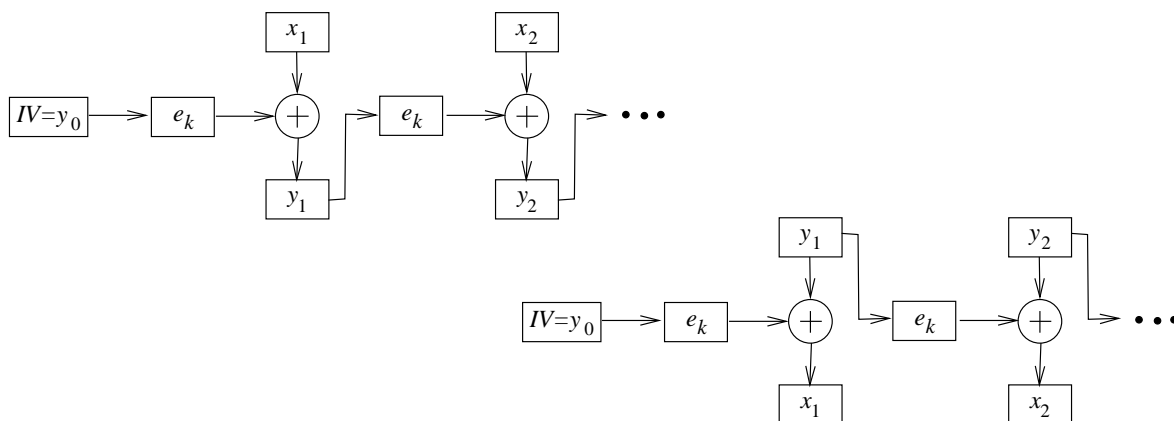 x1 x2
IV=y0 ek + ek + •••
y1 y2
y1 y2
IV=y0 ek + ek + •••
x1 x2